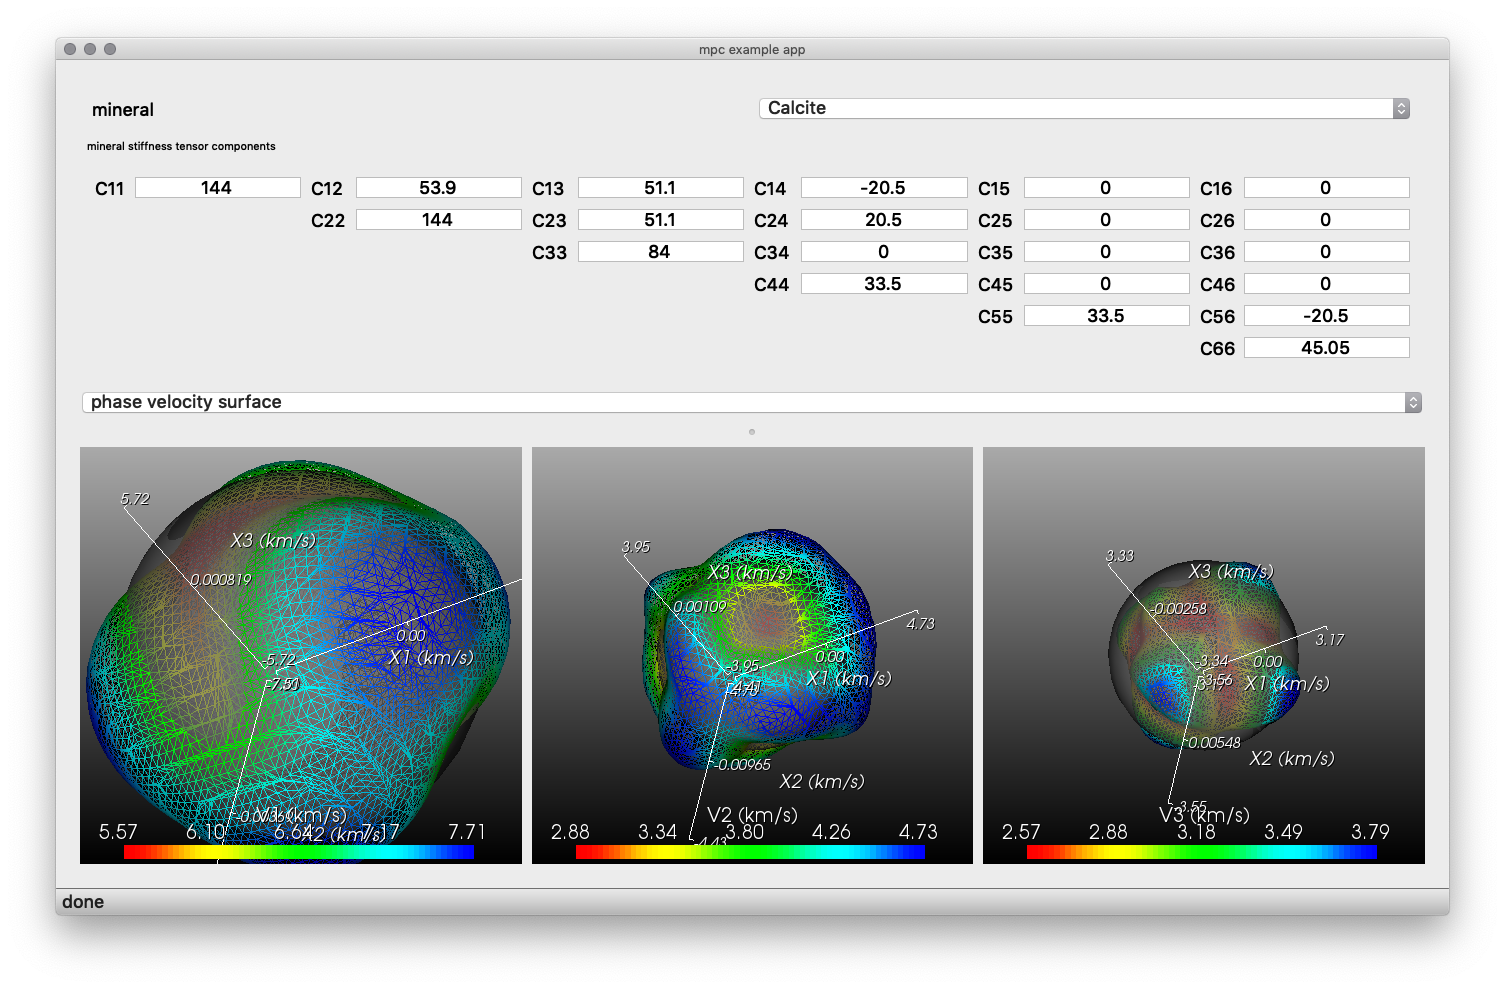 mpc example app
mineral
Calcite
mineral stiffness tensor components
C11 144 C12 53.9 C13 51.1 C14 -20.5 C15 0 C16 0
C22 144 C23 51.1 C24 20.5 C25 0 C26 0
C33 84 C34 0 C35 0 C36 0
C44 33.5 C45 0 C46 0
C55 33.5 C56 -20.5
C66 45.05
phase velocity surface
5.72
X3 (km/s)
0.000819
0.00
X1 (km/s)
-5.72
-7.51
V1 (km/s)
X2 (km/s)
5.57 6.10 6.64 7.17 7.71
3.95
X3 (km/s)
0.00109
4.73
0.00
X1 (km/s)
-3.95
-4.41
-0.00965
X2 (km/s)
V2 (km/s)
2.88 3.34 3.80 4.26 4.73
-4.43
3.33
X3 (km/s)
-0.00258
3.17
0.00
-3.34
-3.56
-3.17
X1 (km/s)
0.00548
X2 (km/s)
-3.55
V3 (km/s)
2.57 2.88 3.18 3.49 3.79
done